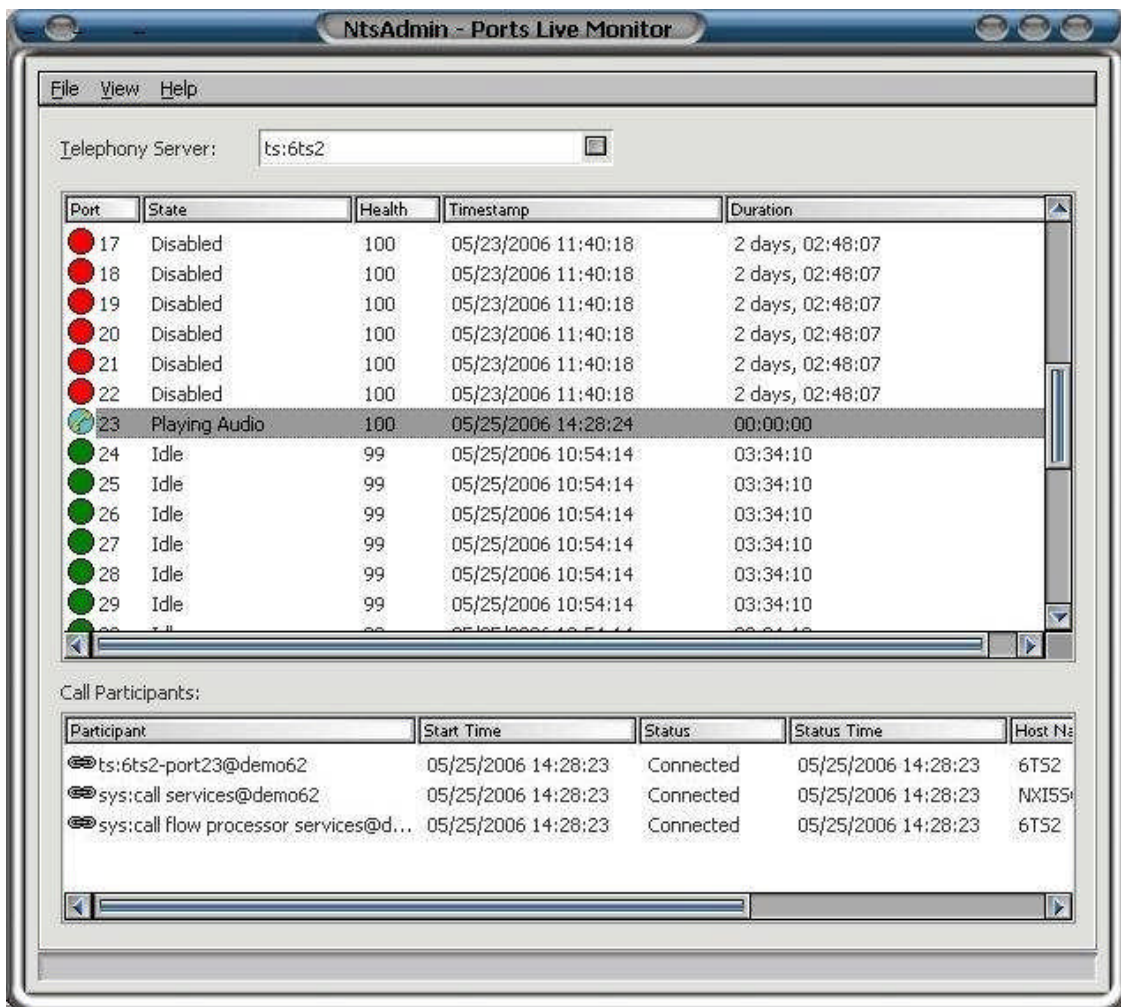 NtsAdmin - Ports Live Monitor
File View Help
Telephony Server: ts:6ts2
Port State Health Timestamp Duration
17 Disabled 100 05/23/2006 11:40:18 2 days, 02:48:07
18 Disabled 100 05/23/2006 11:40:18 2 days, 02:48:07
19 Disabled 100 05/23/2006 11:40:18 2 days, 02:48:07
20 Disabled 100 05/23/2006 11:40:18 2 days, 02:48:07
21 Disabled 100 05/23/2006 11:40:18 2 days, 02:48:07
22 Disabled 100 05/23/2006 11:40:18 2 days, 02:48:07
23 Playing Audio 100 05/25/2006 14:28:24 00:00:00
24 Idle 99 05/25/2006 10:54:14 03:34:10
25 Idle 99 05/25/2006 10:54:14 03:34:10
26 Idle 99 05/25/2006 10:54:14 03:34:10
27 Idle 99 05/25/2006 10:54:14 03:34:10
28 Idle 99 05/25/2006 10:54:14 03:34:10
29 Idle 99 05/25/2006 10:54:14 03:34:10
Call Participants:
Participant Start Time Status Status Time Host Na
ts:6ts2-port23@demo62 05/25/2006 14:28:23 Connected 05/25/2006 14:28:23 6TS2
sys:call services@demo62 05/25/2006 14:28:23 Connected 05/25/2006 14:28:23
sys:call flow processor services@d... 05/25/2006 14:28:23 Connected 05/25/2006 14:28:23 6TS2